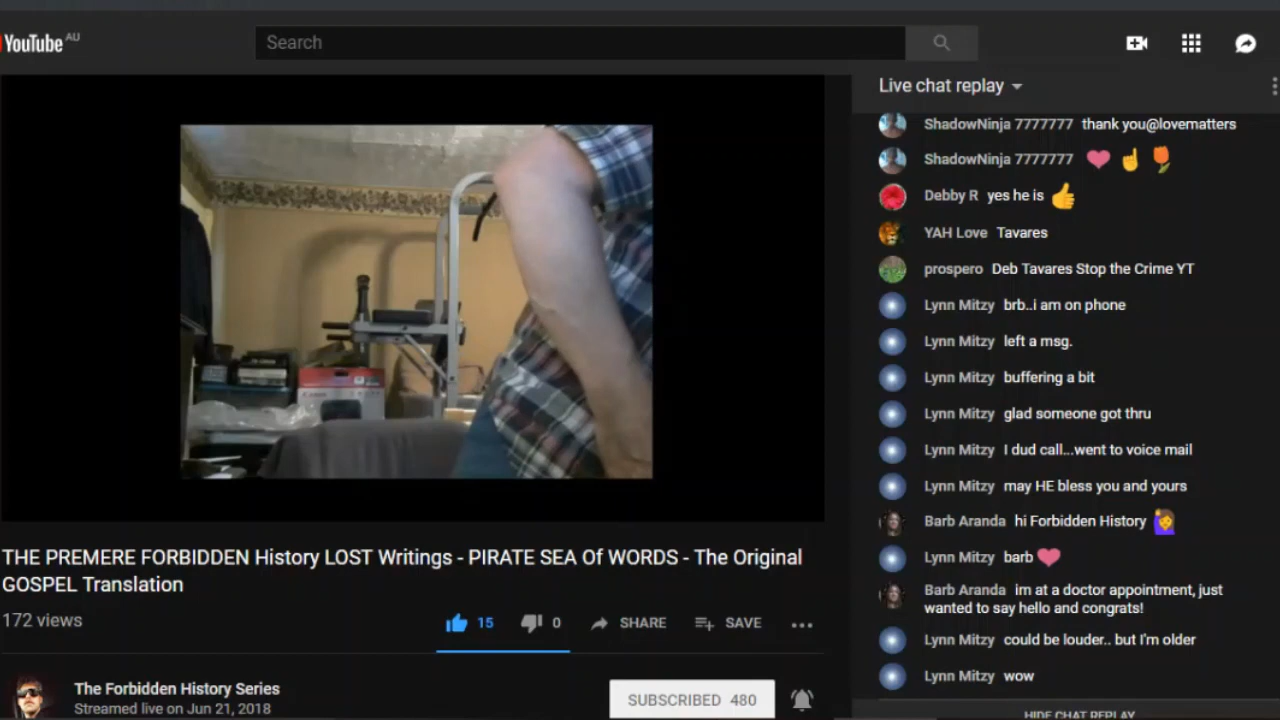 YouTube AU
Search
Live chat replay
ShadowNinja 7777777 thank you@lovematters
ShadowNinja 7777777
Debby R yes he is
YAH Love Tavares
prospero Deb Tavares Stop the Crime YT
Lynn Mitzy brb..i am on phone
Lynn Mitzy left a msg.
Lynn Mitzy buffering a bit
Lynn Mitzy glad someone got thru
Lynn Mitzy I dud call...went to voice mail
Lynn Mitzy may HE bless you and yours
Barb Aranda hi Forbidden History
Lynn Mitzy barb
Barb Aranda im at a doctor appointment, just
wanted to say hello and congrats!
Lynn Mitzy could be louder.. but I'm older
Lynn Mitzy wow
HIDE CHAT REPLAY
THE PREMERE FORBIDDEN History LOST Writings - PIRATE SEA Of WORDS - The Original
GOSPEL Translation
172 views
15 0 SHARE SAVE
The Forbidden History Series
Streamed live on Jun 21, 2018
SUBSCRIBED 480